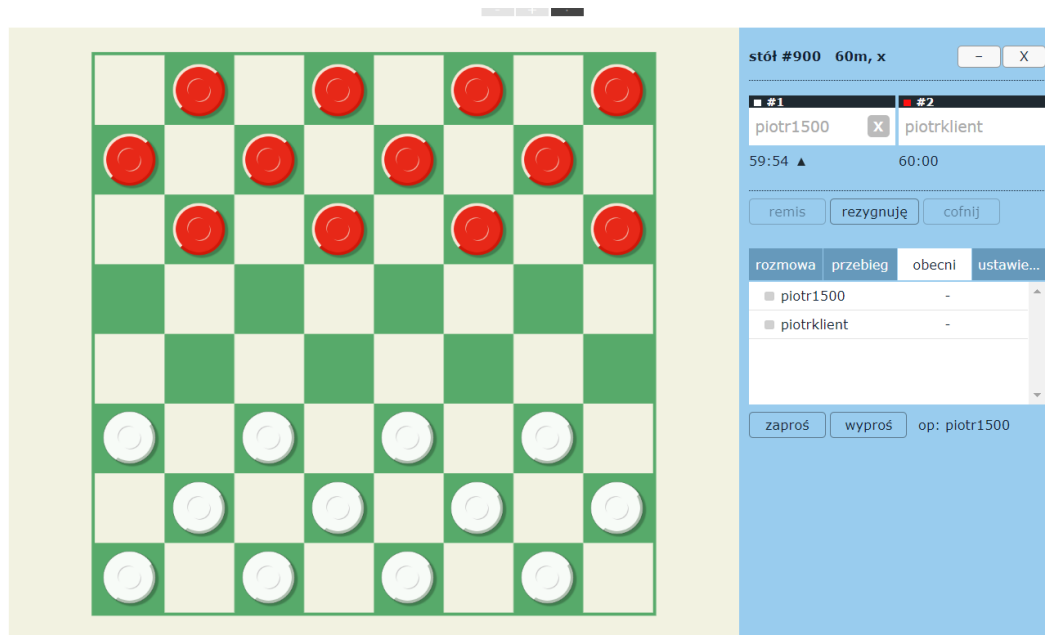 - + -
stół #900 60m, x – X
#1 #2
piotr1500 X piotrklient
59:54 ▲ 60:00
remis rezygnuję cofnij
rozmowa przebieg obecni ustawie...
piotr1500 -
piotrklient -
zaproś wyproś op: piotr1500